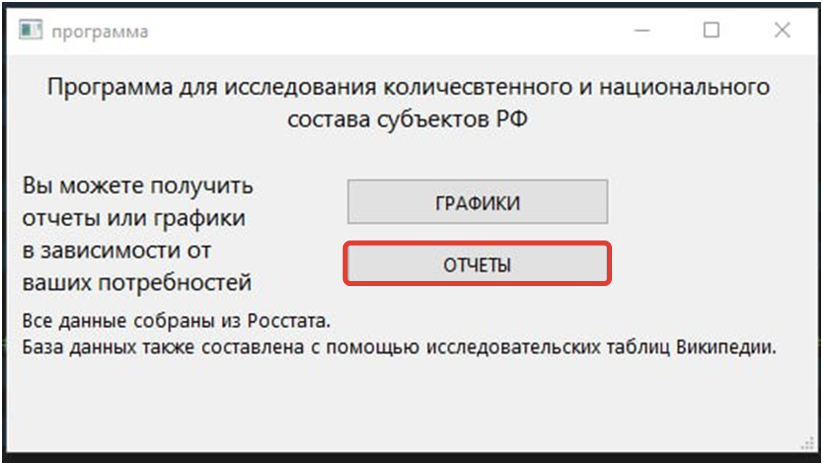 программа
Программа для исследования количесвтенного и национального
состава субъектов РФ
Вы можете получить
отчеты или графики
в зависимости от
ваших потребностей
ГРАФИКИ
ОТЧЕТЫ
Все данные собраны из Росстата.
База данных также составлена с помощью исследовательских таблиц Википедии.